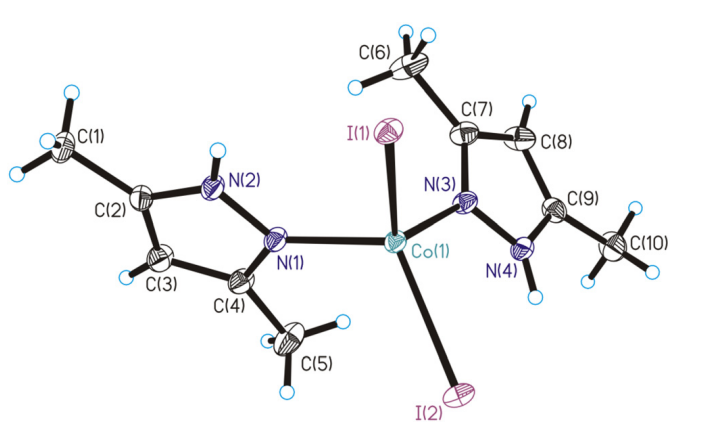 C(6)
I(1)
C(7)
C(8)
C(1)
N(2)
N(3)
C(2)
C(9)
N(1)
Co(1)
N(4)
C(10)
C(3)
C(4)
C(5)
I(2)